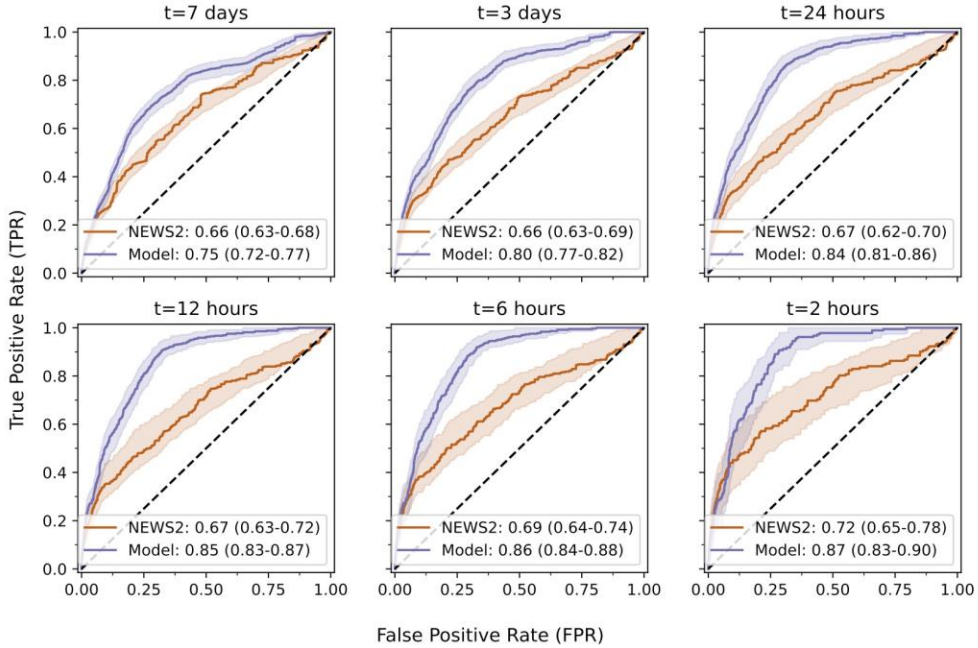 t=7 days
t=3 days
t=24 hours
1.0
0.8
0.6
0.4
0.2
0.0
NEWS2: 0.66 (0.63-0.68)
Model: 0.75 (0.72-0.77)
NEWS2: 0.66 (0.63-0.69)
Model: 0.80 (0.77-0.82)
NEWS2: 0.67 (0.62-0.70)
Model: 0.84 (0.81-0.86)
True Positive Rate (TPR)
t=12 hours
t=6 hours
t=2 hours
1.0
0.8
0.6
0.4
0.2
0.0
NEWS2: 0.67 (0.63-0.72)
Model: 0.85 (0.83-0.87)
NEWS2: 0.69 (0.64-0.74)
Model: 0.86 (0.84-0.88)
NEWS2: 0.72 (0.65-0.78)
Model: 0.87 (0.83-0.90)
0.00 0.25 0.50 0.75 1.00
0.00 0.25 0.50 0.75 1.00
0.00 0.25 0.50 0.75 1.00
False Positive Rate (FPR)